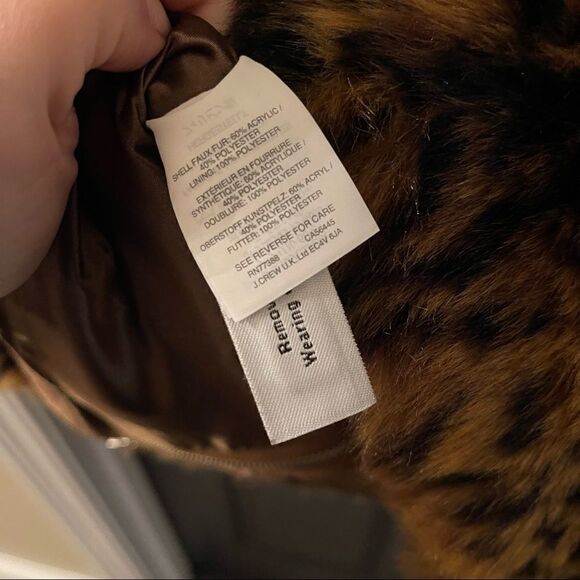 SHELL FAUX FUR: 60% ACRYLIC /
40% POLYESTER
LINING: 100% POLYESTER
EXTÉRIEUR EN FOURRURE
SYNTHÉTIQUE: 60% ACRYLIQUE /
40% POLYESTER
DOUBLURE: 100% POLYESTER
OBERSTOFF KUNSTPELZ: 60% ACRYL /
40% POLYESTER
FUTTER: 100% POLYESTER
SEE REVERSE FOR CARE
RN77388 CA56445
J.CREW U.K. Ltd EC4V 6JA
Wearing